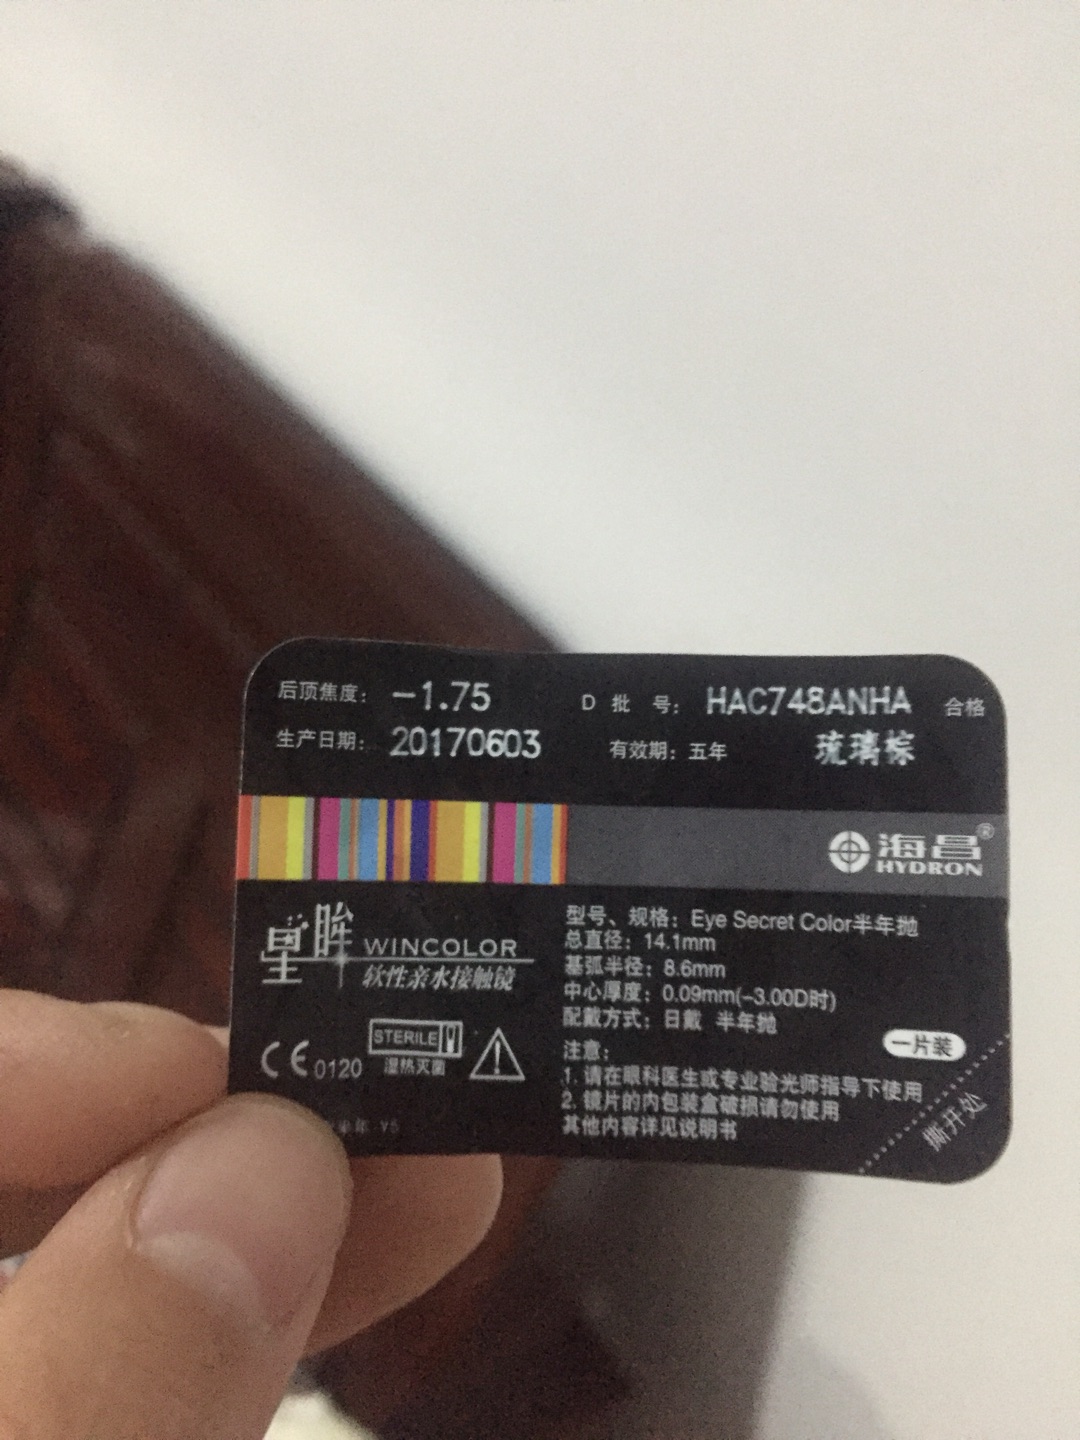 后顶焦度: -1.75 D 批 号: HAC748ANHA 合格
生产日期: 20170603 有效期: 五年 琉璃棕
海昌®
HYDRON
星眸 WINCOLOR
软性亲水接触镜
CE 0120 STERILE
湿热灭菌
半年 Y5
型号、规格: Eye Secret Color半年抛
总直径: 14.1mm
基弧半径: 8.6mm
中心厚度: 0.09mm(-3.00D时)
配戴方式: 日戴 半年抛
一片装
注意:
1. 请在眼科医生或专业验光师指导下使用
2. 镜片的内包装盒破损请勿使用
其他内容详见说明书
撕开处